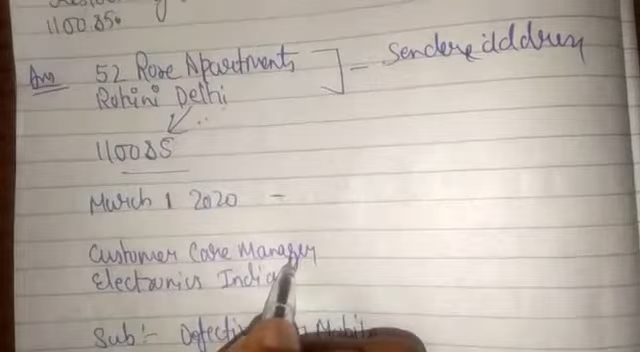 110085.
Ans 52 Rose Apartments
Rohini Delhi
] - Senders address
110085
March 1 2020 -
Customer Care Manager
Electronics India
Sub:-